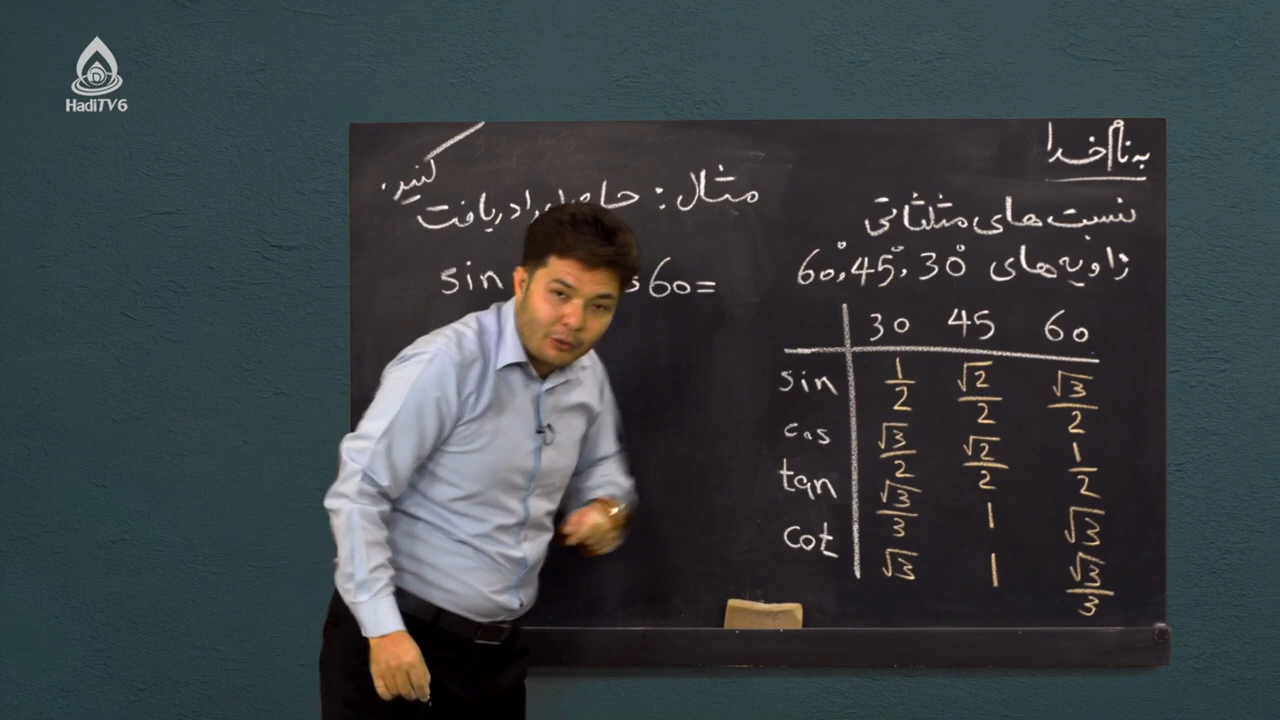 HadiTV6
به نام خدا
نسبت های مثلثاتی
زاویه های 30°، 45°، 60°
30 45 60
sin 1/2 √2/2 √3/2
cos √3/2 √2/2 1/2
tan √3/3 1 √3
cot √3 1 √3/3
مثال: را دریافت
کنید.
sin 60=